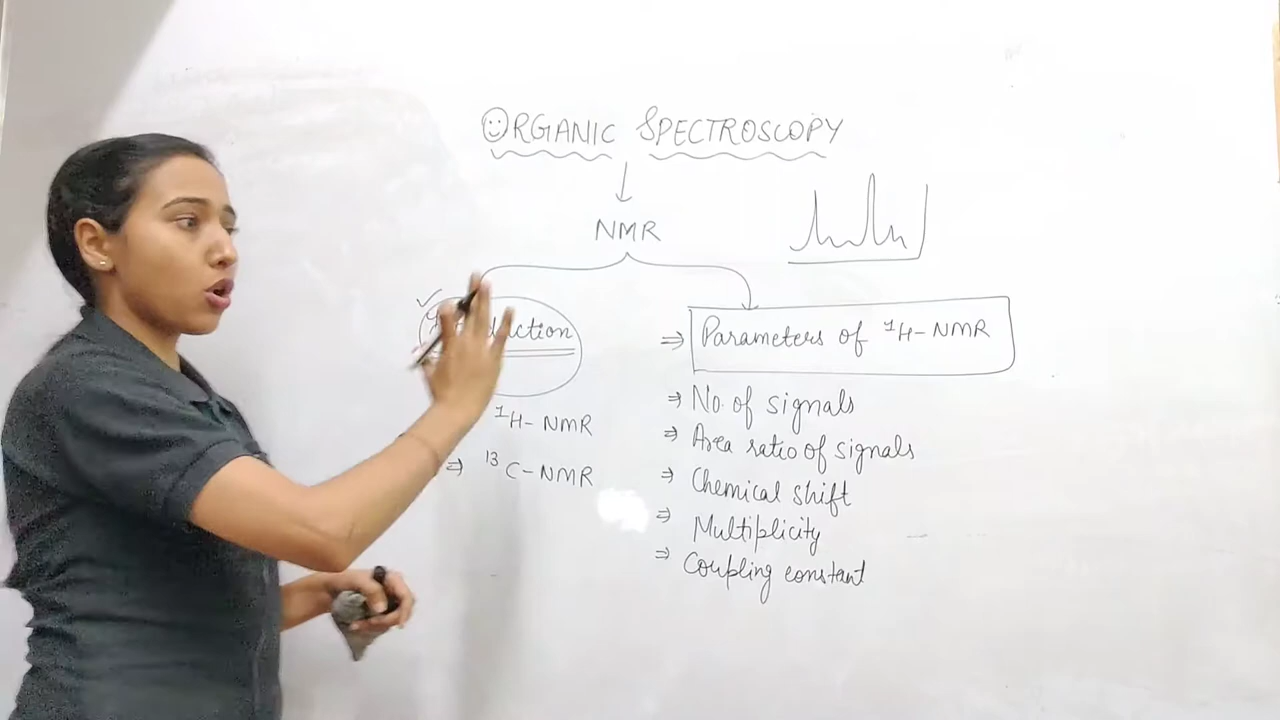 ORGANIC SPECTROSCOPY
NMR
⇒ Parameters of ¹H-NMR
¹H-NMR
⇒ ¹³C-NMR
⇒ No. of signals
⇒ Area ratio of signals
⇒ Chemical shift
⇒ Multiplicity
⇒ Coupling constant